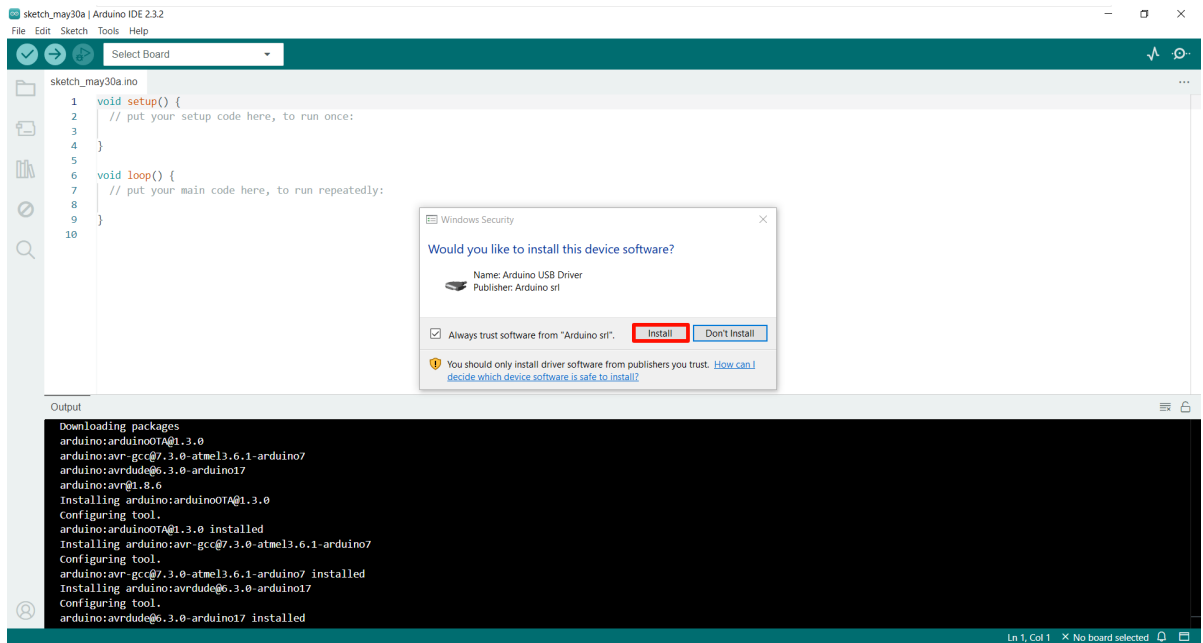 sketch_may30a | Arduino IDE 2.3.2
File Edit Sketch Tools Help
Select Board
sketch_may30a.ino
1 void setup() {
2 // put your setup code here, to run once:
3
4 }
5
6 void loop() {
7 // put your main code here, to run repeatedly:
8
9 }
10
Windows Security
Would you like to install this device software?
Name: Arduino USB Driver
Publisher: Arduino srl
Always trust software from "Arduino srl". Install Don't Install
You should only install driver software from publishers you trust. How can I
decide which device software is safe to install?
Output
Downloading packages
arduino:arduinoOTA@1.3.0
arduino:avr-gcc@7.3.0-atmel3.6.1-arduino7
arduino:avrdude@6.3.0-arduino17
arduino:avr@1.8.6
Installing arduino:arduinoOTA@1.3.0
Configuring tool.
arduino:arduinoOTA@1.3.0 installed
Installing arduino:avr-gcc@7.3.0-atmel3.6.1-arduino7
Configuring tool.
arduino:avr-gcc@7.3.0-atmel3.6.1-arduino7 installed
Installing arduino:avrdude@6.3.0-arduino17
Configuring tool.
arduino:avrdude@6.3.0-arduino17 installed
Ln 1, Col 1 × No board selected